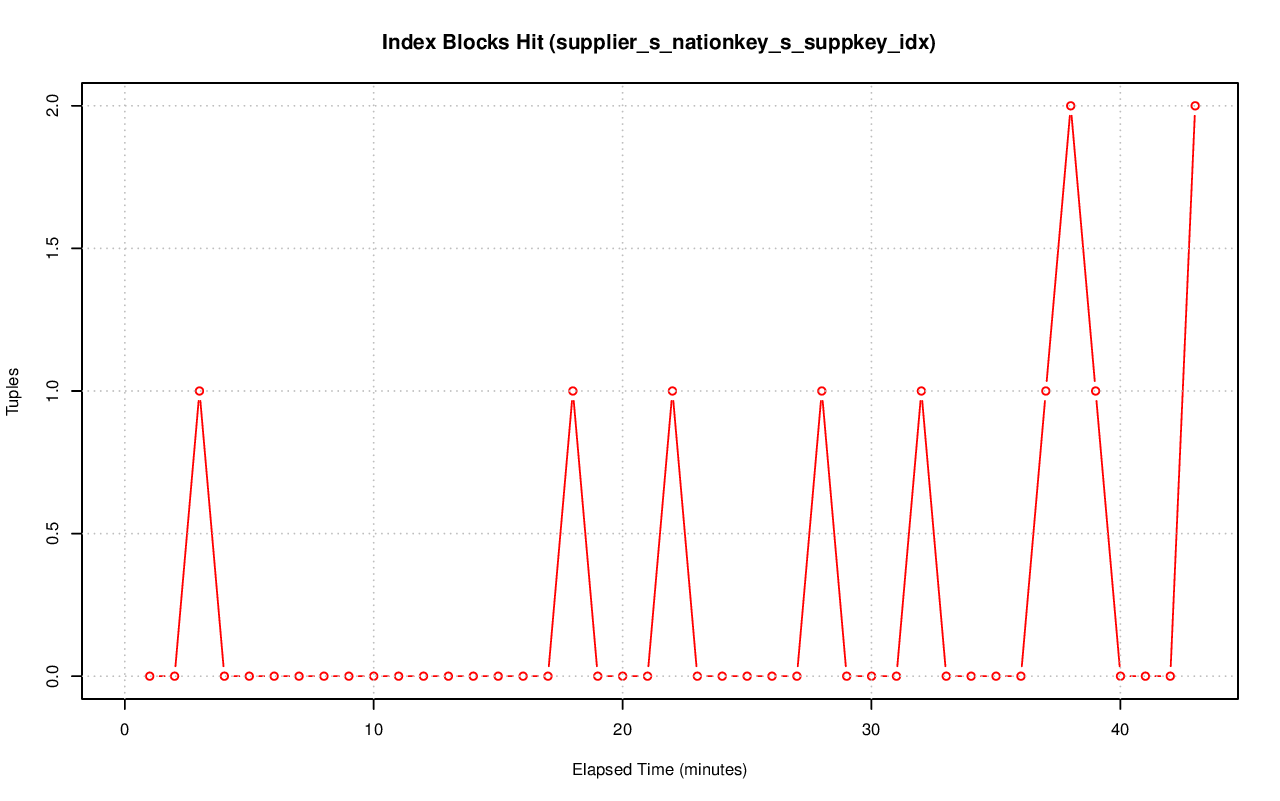 Index Blocks Hit (supplier_s_nationkey_s_suppkey_idx)
2.0
1.5
1.0
0.5
0.0
Tuples
0 10 20 30 40
Elapsed Time (minutes)